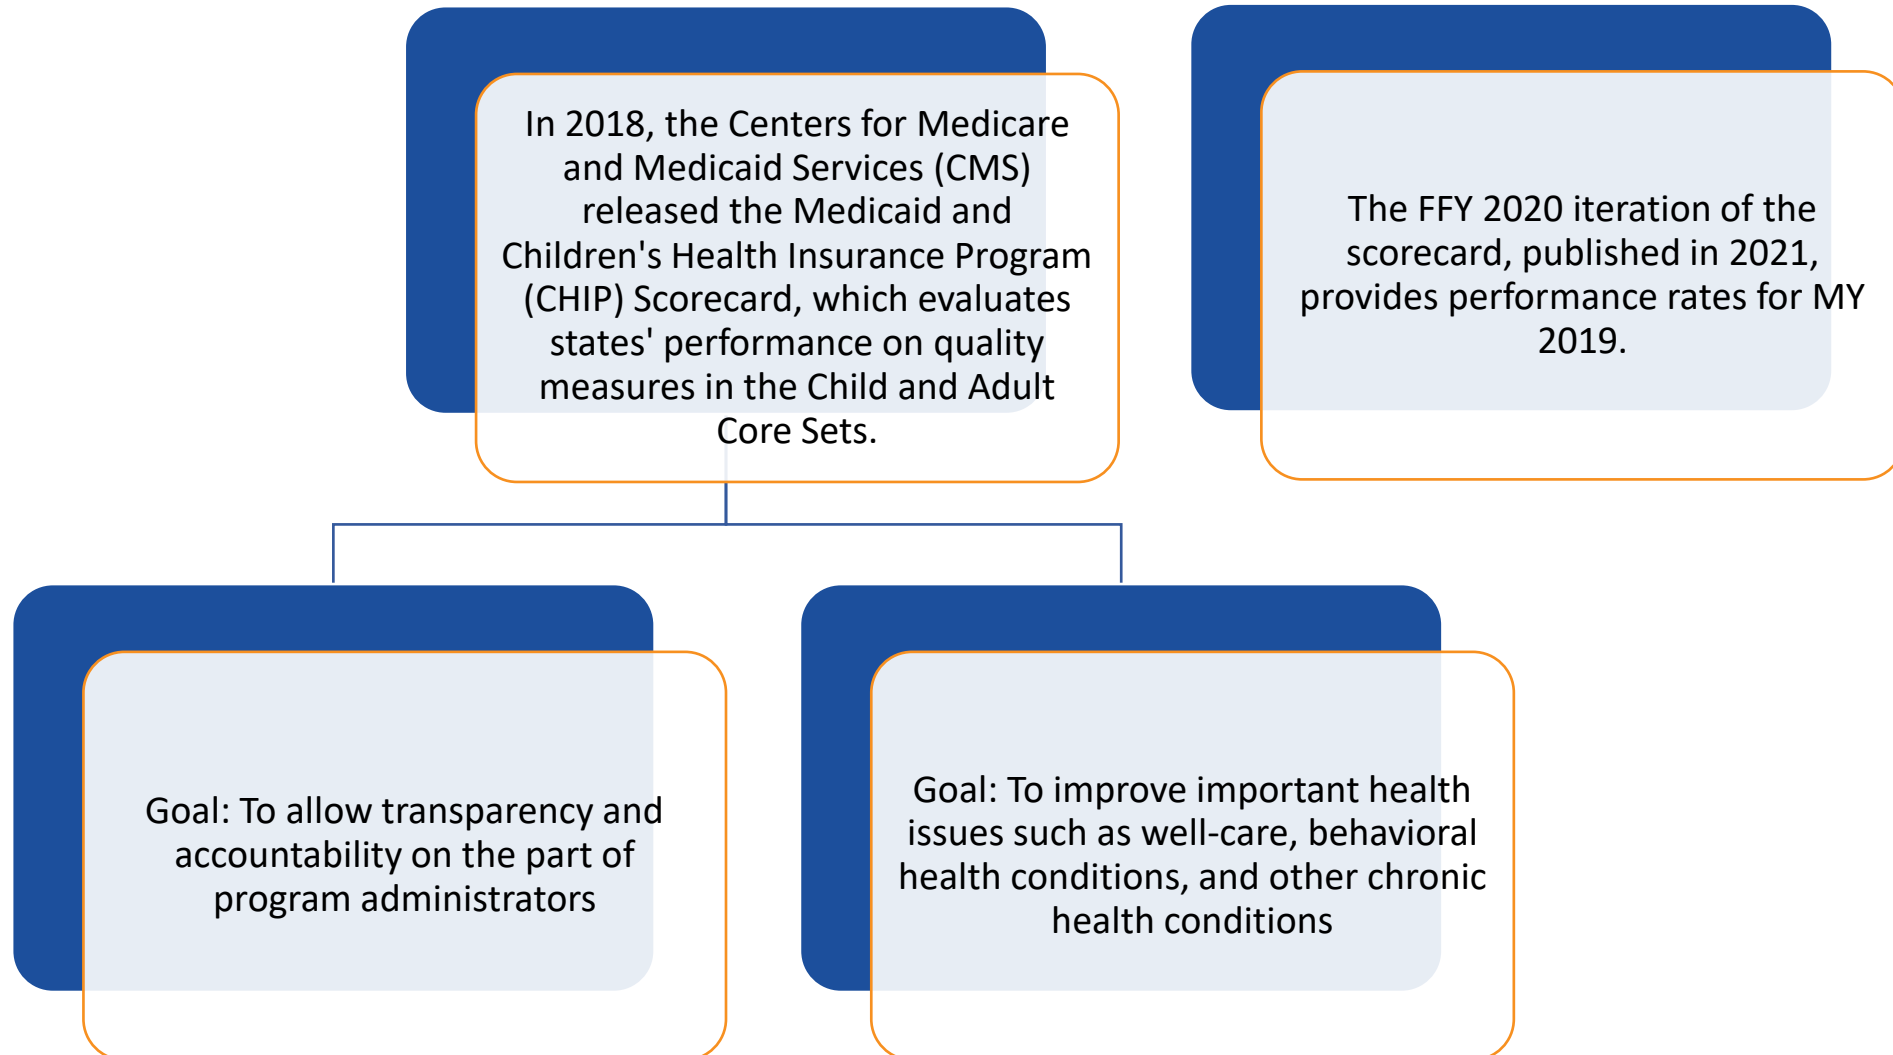 In 2018, the Centers for Medicare
and Medicaid Services (CMS)
released the Medicaid and
Children's Health Insurance Program
(CHIP) Scorecard, which evaluates
states' performance on quality
measures in the Child and Adult
Core Sets.
The FFY 2020 iteration of the
scorecard, published in 2021,
provides performance rates for MY
2019.
Goal: To allow transparency and
accountability on the part of
program administrators
Goal: To improve important health
issues such as well-care, behavioral
health conditions, and other chronic
health conditions